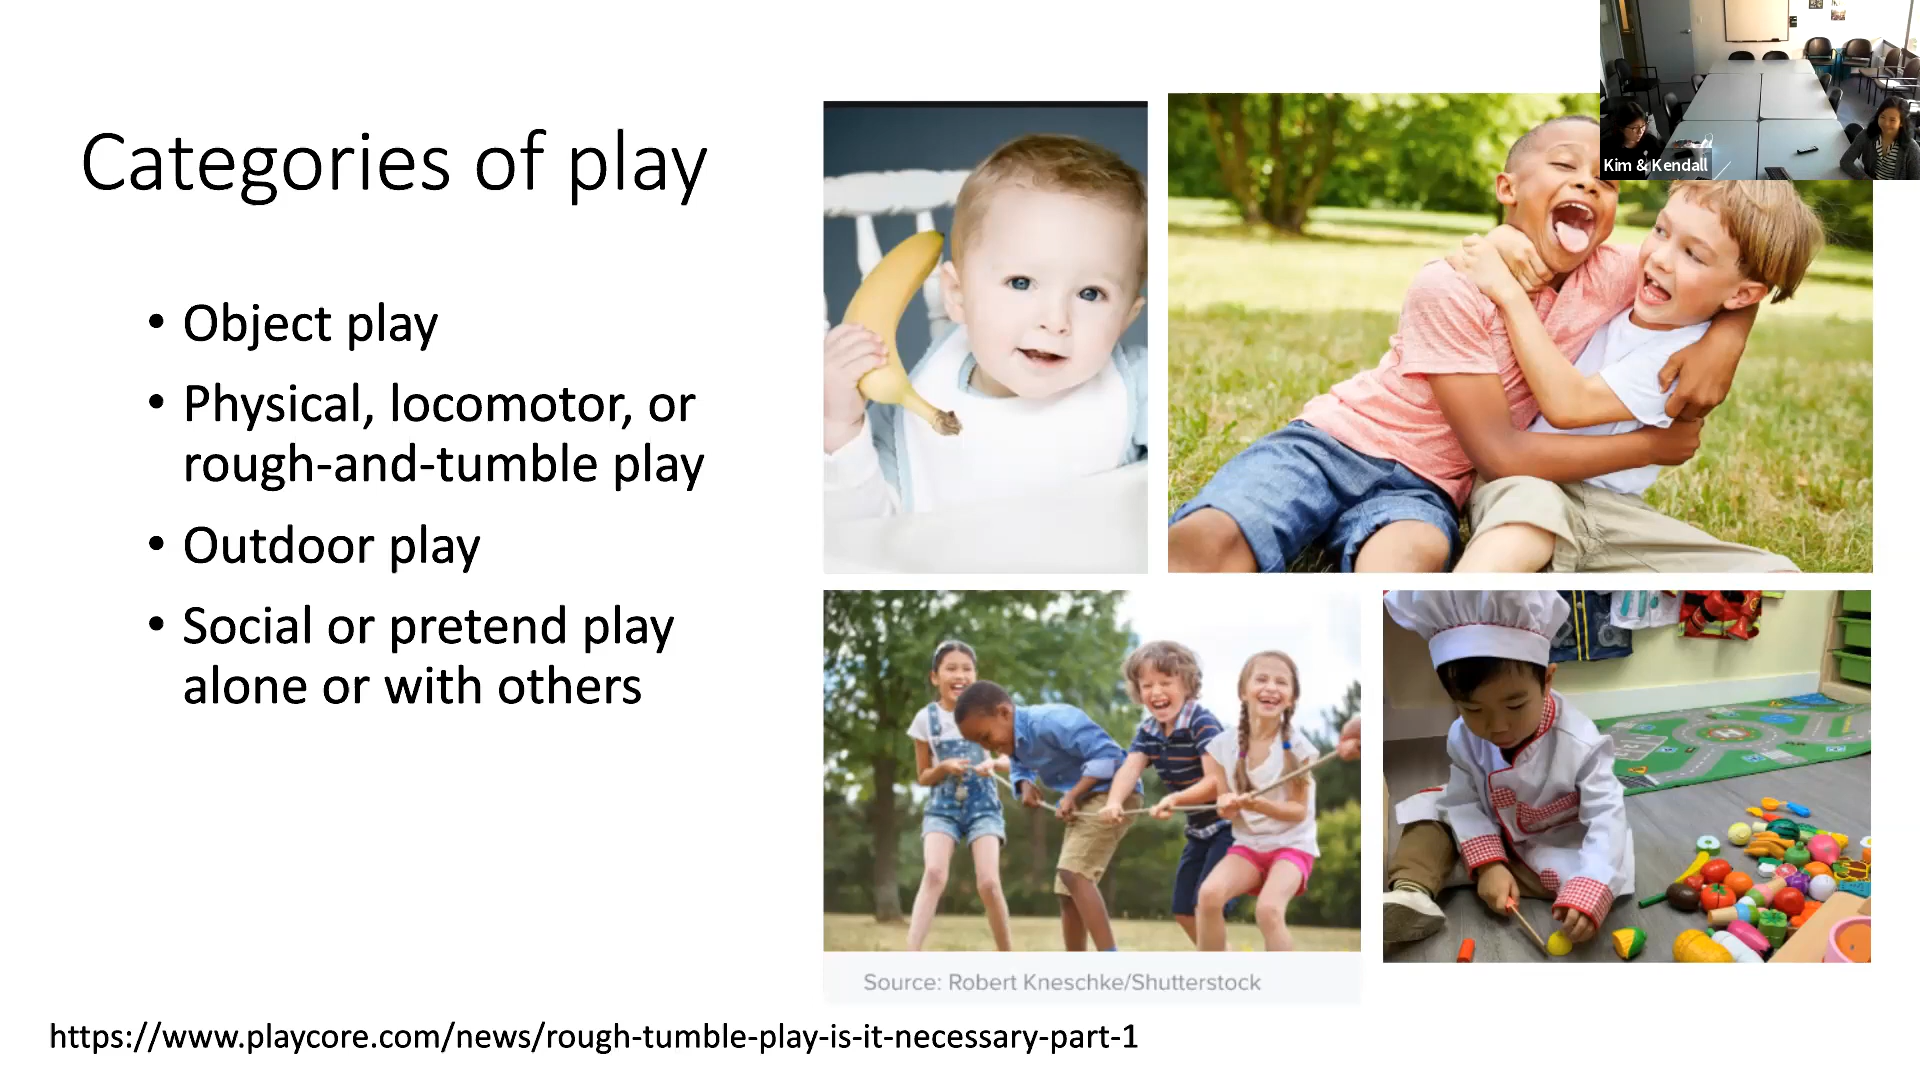 Categories of play
• Object play
• Physical, locomotor, or
rough-and-tumble play
• Outdoor play
• Social or pretend play
alone or with others
Kim & Kendall
Source: Robert Kneschke/Shutterstock
https://www.playcore.com/news/rough-tumble-play-is-it-necessary-part-1